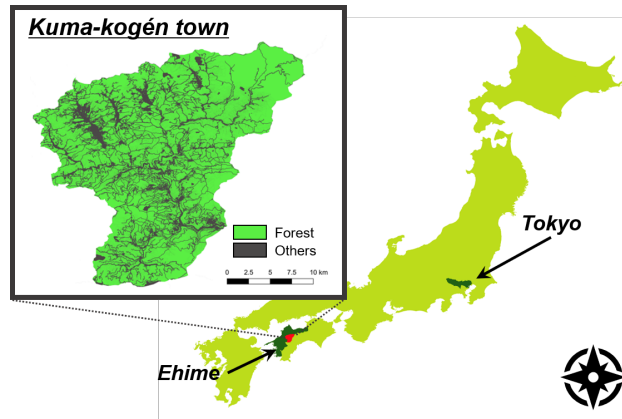 Kuma-kogén town
Forest
Others
0 2.5 5 7.5 10 km
Tokyo
Ehime